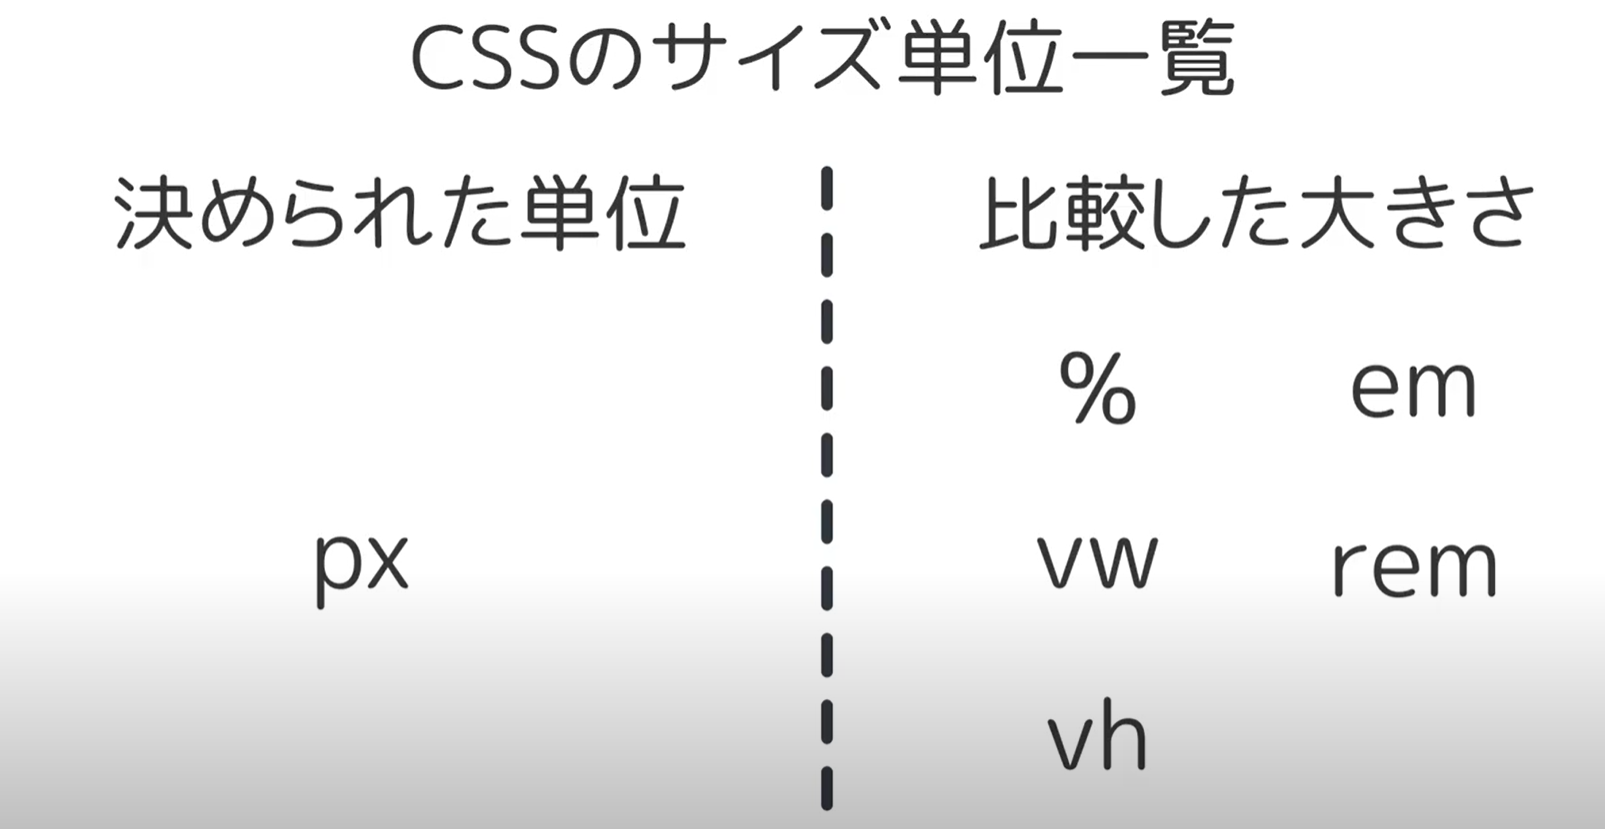 CSSのサイズ単位一覧
決められた単位
px
比較した大きさ
% em
vw rem
vh